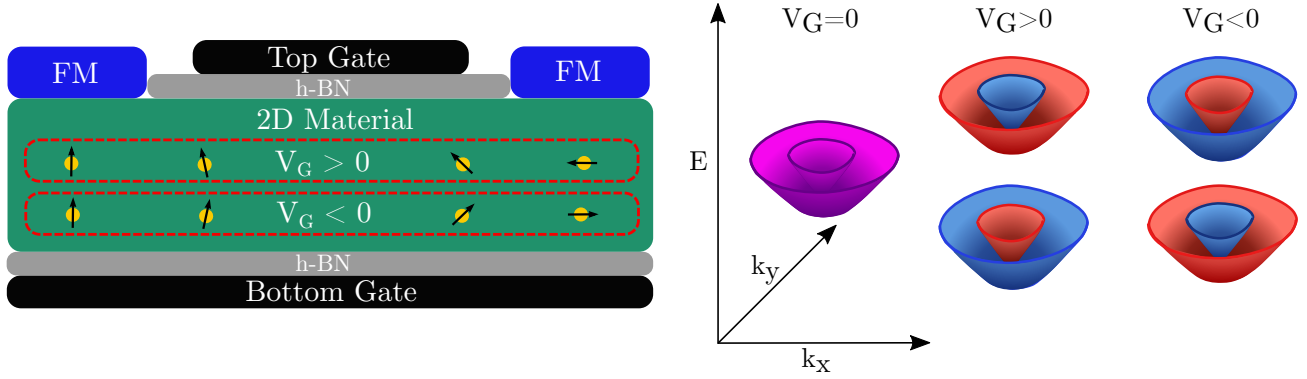 Top Gate
FM
h-BN
FM
2D Material
V_G > 0
V_G < 0
h-BN
Bottom Gate
V_G=0
V_G>0
V_G<0
E
k_y
k_x